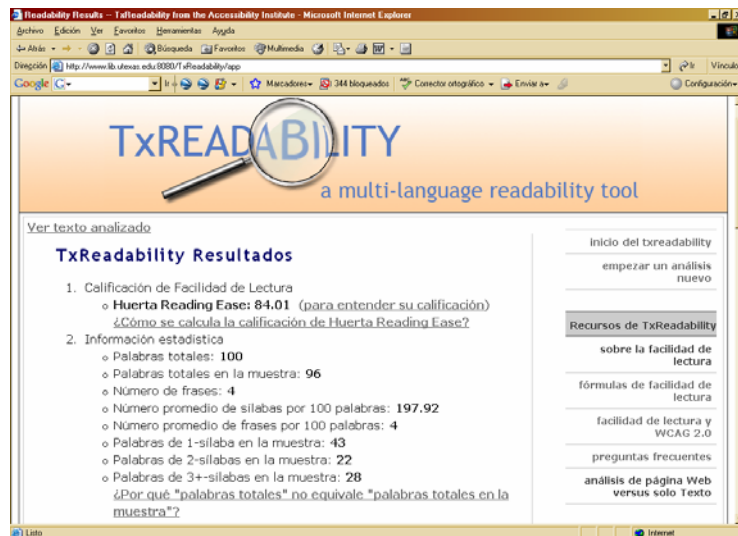 Readability Results -- TxReadability from the Accessibility Institute - Microsoft Internet Explorer
Archivo Edición Ver Favoritos Herramientas Ayuda
Atrás Búsqueda Favoritos Multimedia
Dirección http://www.lib.utexas.edu:8080/TxReadability/app Ir Vínculos
Google G Ir Marcadores 344 bloqueados Corrector ortográfico Enviar a Configuración
TxREADABILITY
a multi-language readability tool
Ver texto analizado
TxReadability Resultados
1. Calificación de Facilidad de Lectura
Huerta Reading Ease: 84.01 (para entender su calificación)
¿Cómo se calcula la calificación de Huerta Reading Ease?
2. Información estadística
Palabras totales: 100
Palabras totales en la muestra: 96
Número de frases: 4
Número promedio de sílabas por 100 palabras: 197.92
Número promedio de frases por 100 palabras: 4
Palabras de 1-sílaba en la muestra: 43
Palabras de 2-sílabas en la muestra: 22
Palabras de 3+-sílabas en la muestra: 28
¿Por qué "palabras totales" no equivale "palabras totales en la
muestra"?
inicio del txreadability
empezar un análisis
nuevo
Recursos de TxReadability
sobre la facilidad de
lectura
fórmulas de facilidad de
lectura
facilidad de lectura y
WCAG 2.0
preguntas frecuentes
análisis de página Web
versus solo Texto
Listo Internet